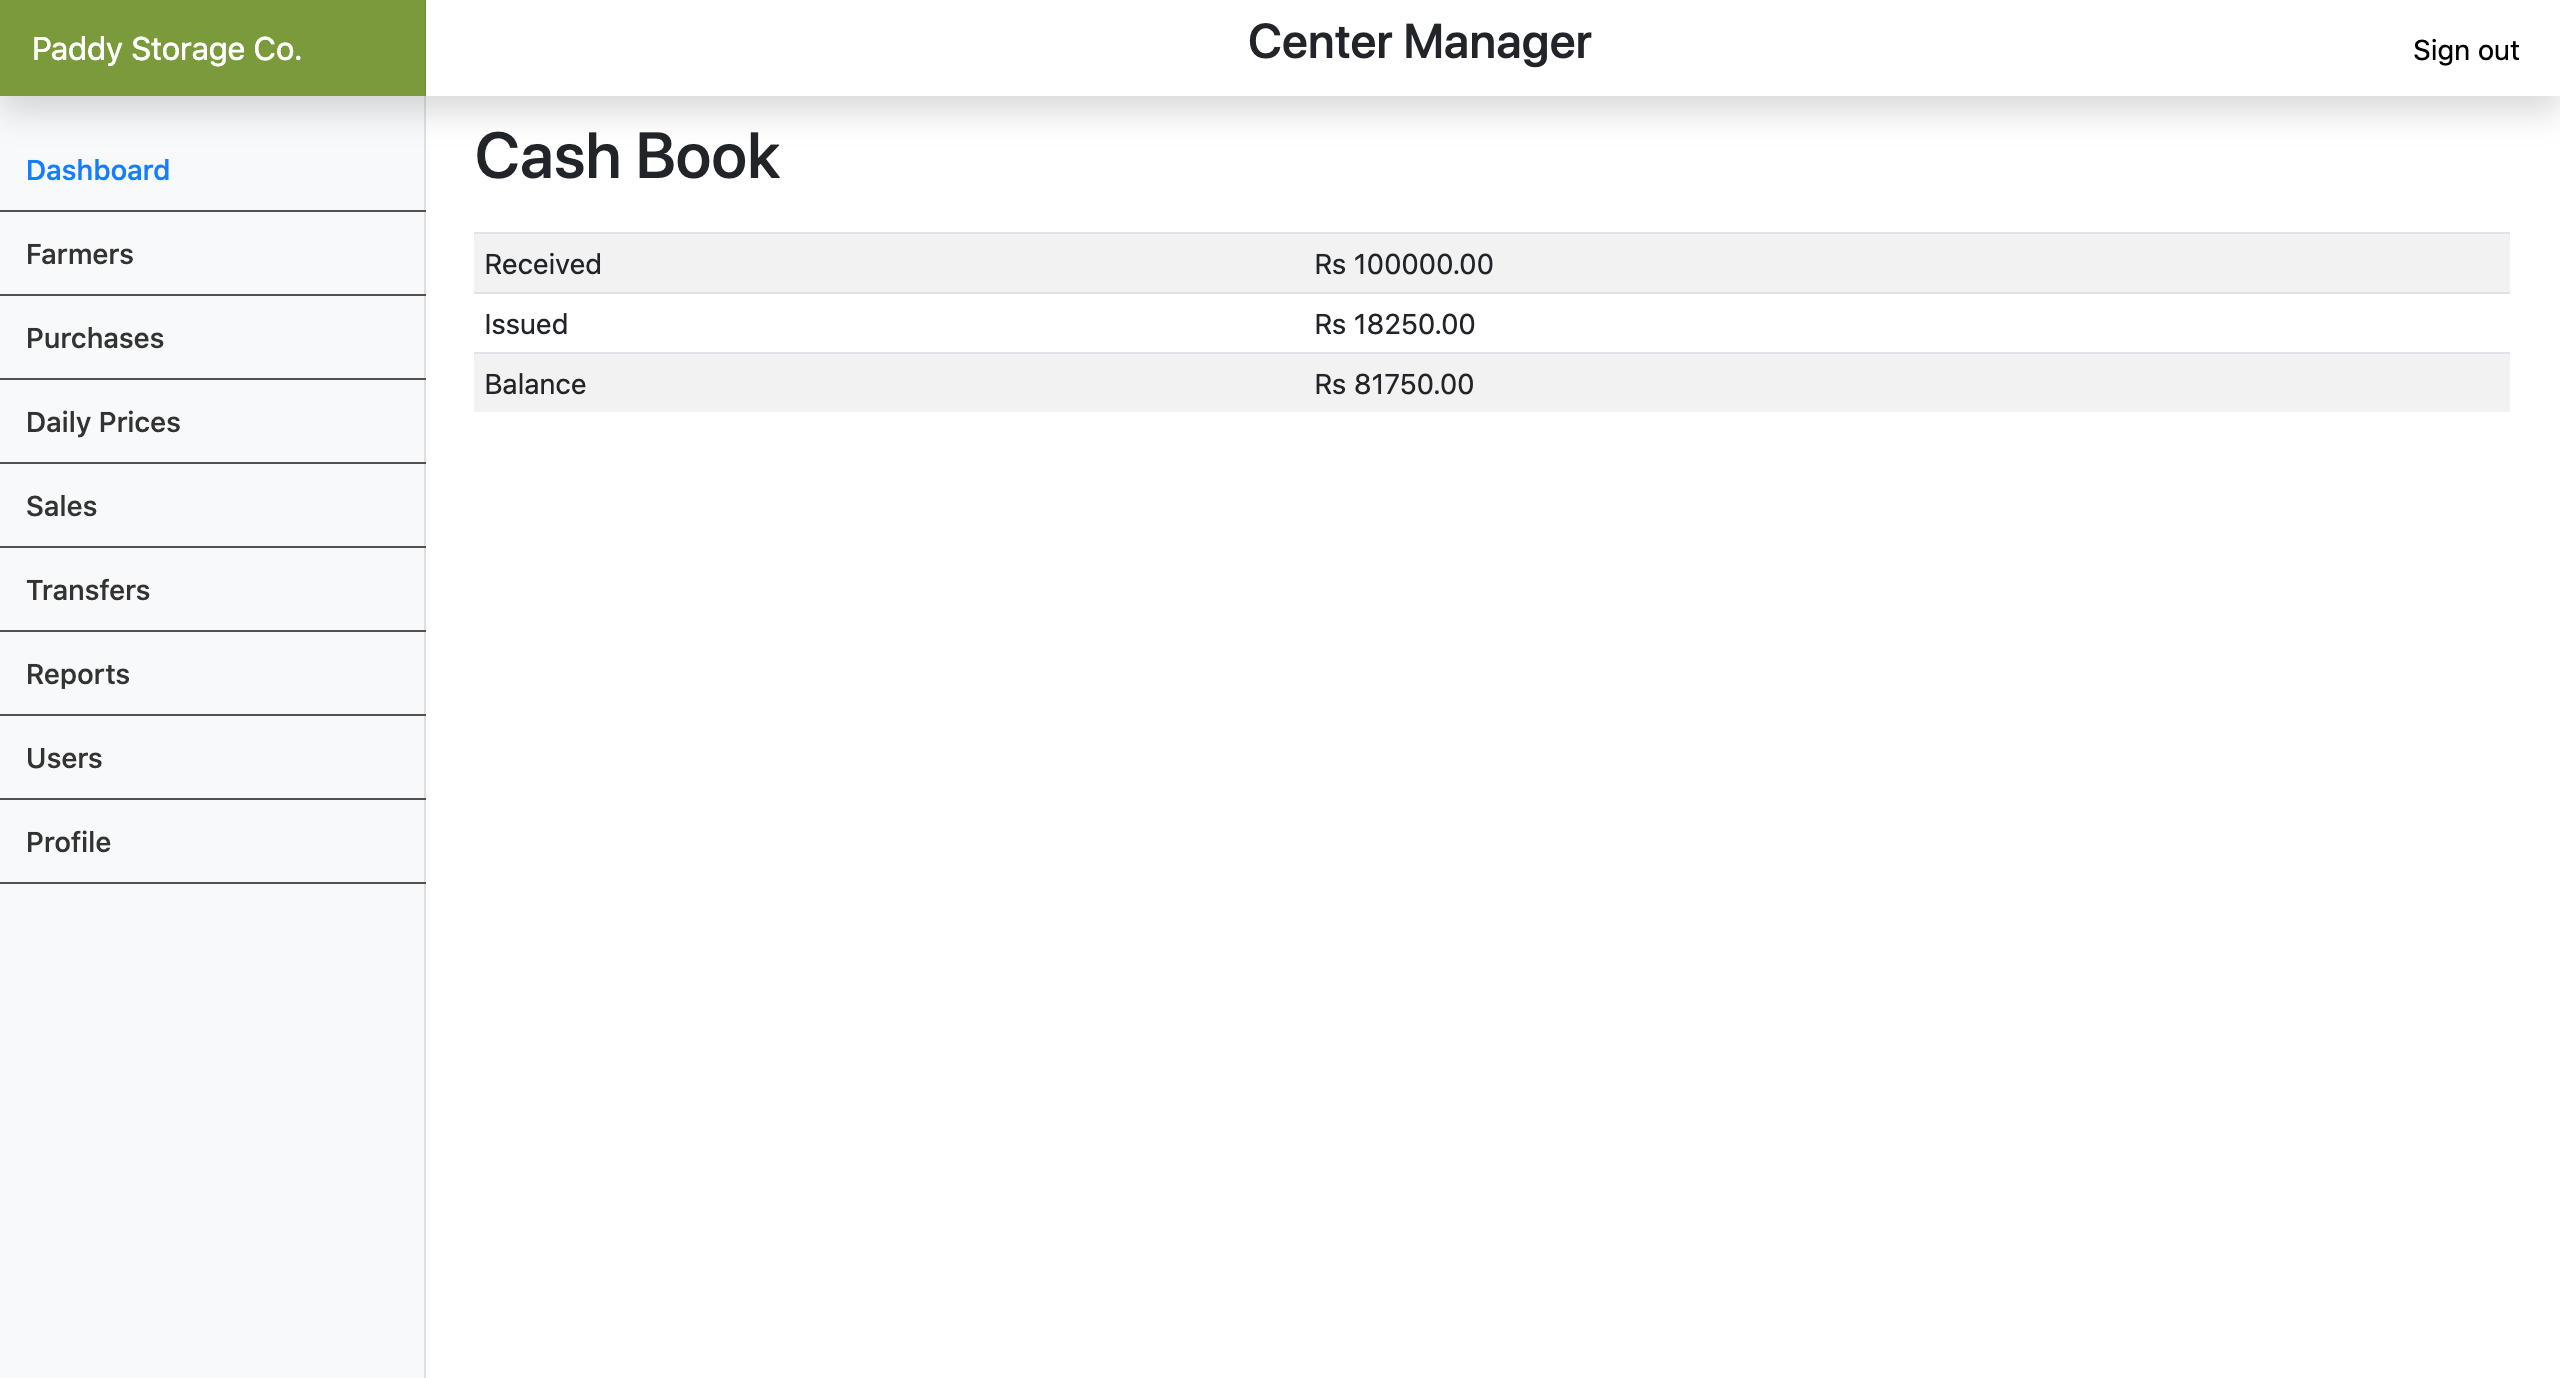 Paddy Storage Co.
Center Manager
Sign out
Dashboard
Farmers
Purchases
Daily Prices
Sales
Transfers
Reports
Users
Profile
Cash Book
Received Rs 100000.00
Issued Rs 18250.00
Balance Rs 81750.00